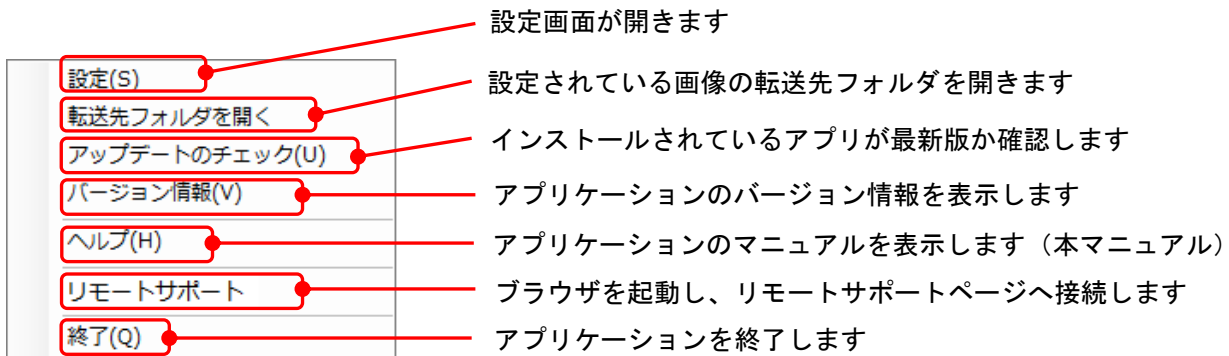 設定画面が開きます
設定(S)
設定されている画像の転送先フォルダを開きます
転送先フォルダを開く
インストールされているアプリが最新版か確認します
アップデートのチェック(U)
バージョン情報(V)
アプリケーションのバージョン情報を表示します
ヘルプ(H)
アプリケーションのマニュアルを表示します（本マニュアル）
リモートサポート
ブラウザを起動し、リモートサポートページへ接続します
終了(Q)
アプリケーションを終了します